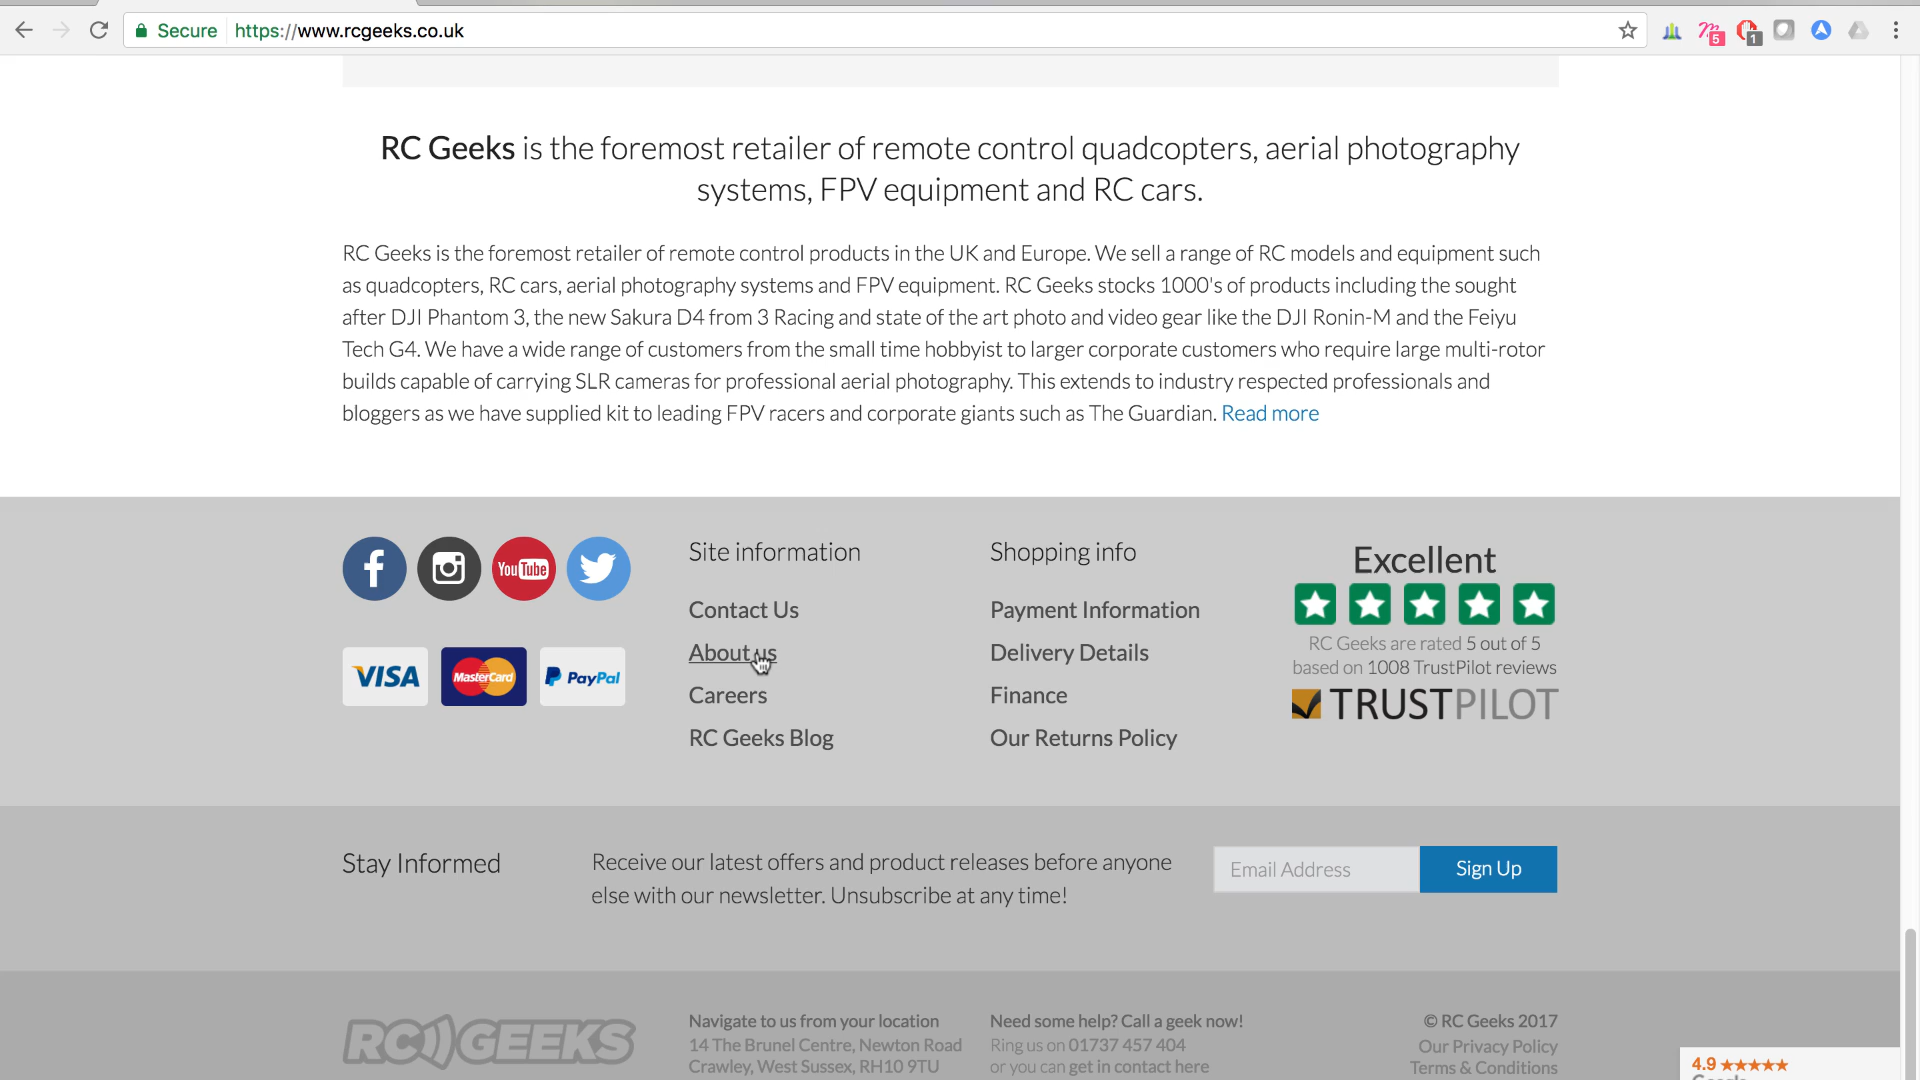 Secure https://www.rcgeeks.co.uk
5
1
RC Geeks is the foremost retailer of remote control quadcopters, aerial photography
systems, FPV equipment and RC cars.
RC Geeks is the foremost retailer of remote control products in the UK and Europe. We sell a range of RC models and equipment such
as quadcopters, RC cars, aerial photography systems and FPV equipment. RC Geeks stocks 1000's of products including the sought
after DJI Phantom 3, the new Sakura D4 from 3 Racing and state of the art photo and video gear like the DJI Ronin-M and the Feiyu
Tech G4. We have a wide range of customers from the small time hobbyist to larger corporate customers who require large multi-rotor
builds capable of carrying SLR cameras for professional aerial photography. This extends to industry respected professionals and
bloggers as we have supplied kit to leading FPV racers and corporate giants such as The Guardian. Read more
f
YouTube
VISA
MasterCard
PayPal
Site information
Contact Us
About us
Careers
RC Geeks Blog
Shopping info
Payment Information
Delivery Details
Finance
Our Returns Policy
Excellent
RC Geeks are rated 5 out of 5
based on 1008 TrustPilot reviews
TRUSTPILOT
Stay Informed
Receive our latest offers and product releases before anyone
else with our newsletter. Unsubscribe at any time!
Email Address
Sign Up
RC GEEKS
Navigate to us from your location
14 The Brunel Centre, Newton Road
Crawley, West Sussex, RH10 9TU
Need some help? Call a geek now!
Ring us on 01737 457 404
or you can get in contact here
© RC Geeks 2017
Our Privacy Policy
Terms & Conditions
4.9